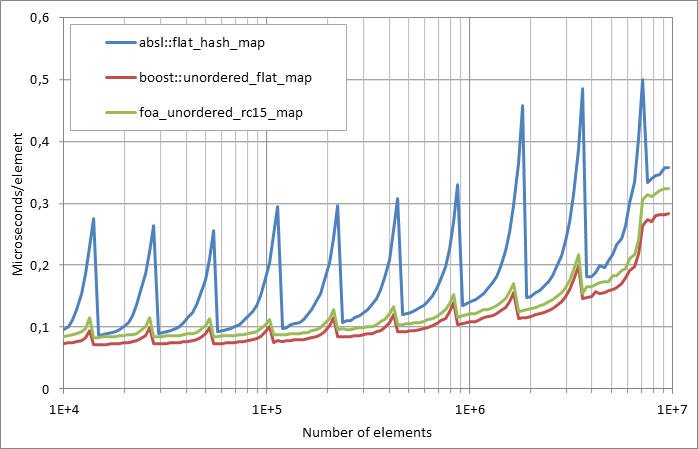 0,6
absl::flat_hash_map
0,5
boost::unordered_flat_map
foa_unordered_rc15_map
0,4
Microseconds/element
0,3
0,2
0,1
0
1E+4 1E+5 1E+6 1E+7
Number of elements